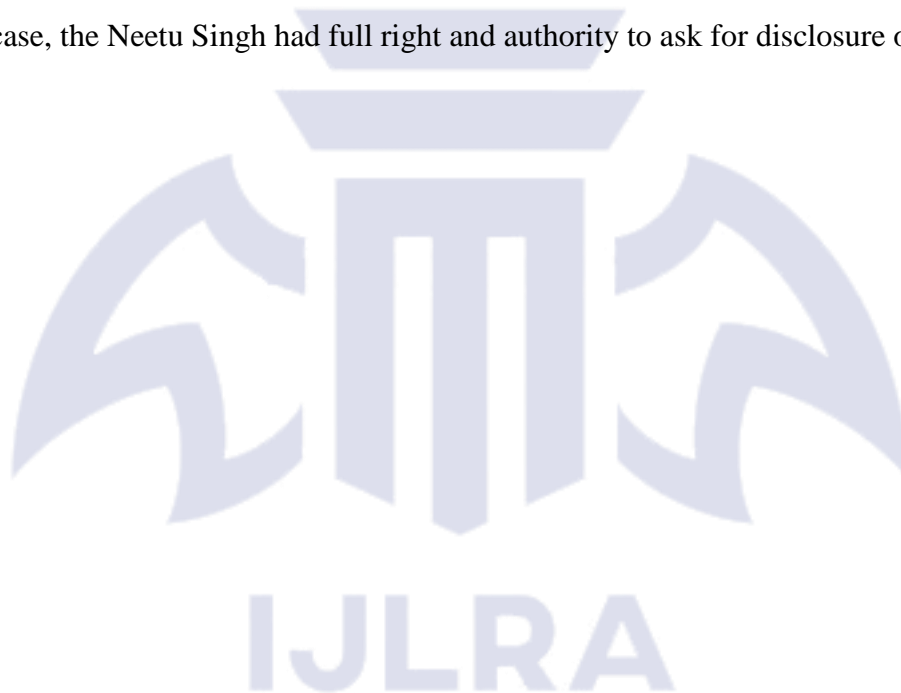 case, the Neetu Singh had full right and authority to ask for disclosure
IJLRA